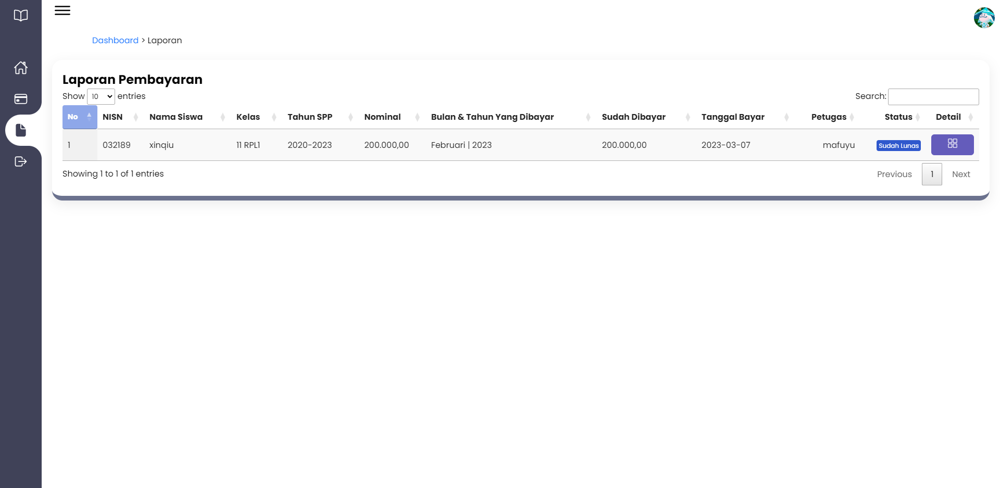 Dashboard > Laporan
Laporan Pembayaran
Show 10 entries
Search:
No NISN Nama Siswa Kelas Tahun SPP Nominal Bulan & Tahun Yang Dibayar Sudah Dibayar Tanggal Bayar Petugas Status Detail
1 032189 xinqiu 11 RPL1 2020-2023 200.000,00 Februari | 2023 200.000,00 2023-03-07 mafuyu Sudah Lunas
Showing 1 to 1 of 1 entries
Previous 1 Next